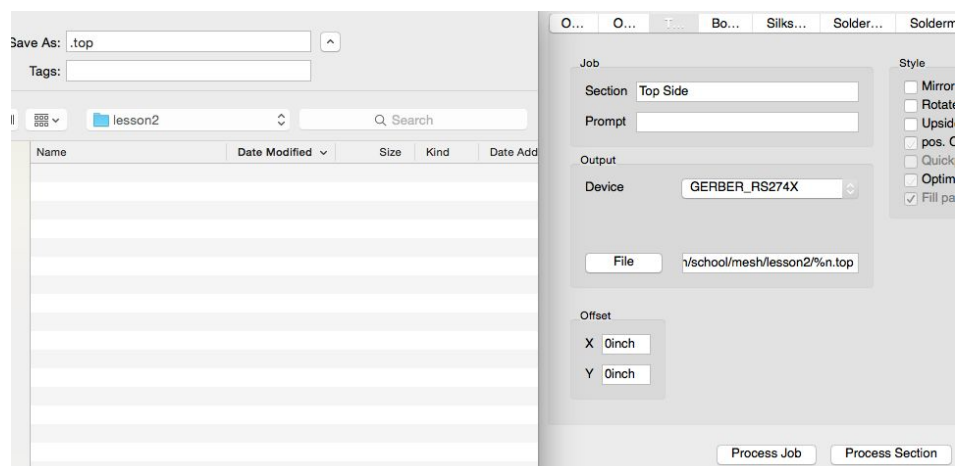 Save As: .top
Tags:
lesson2
Search
Name Date Modified Size Kind Date Add
O... O... T... Bo... Silks... Solder... Solderm
Job
Section Top Side
Prompt
Output
Device GERBER_RS274X
File n/school/mesh/lesson2/%n.top
Offset
X 0inch
Y 0inch
Style
Mirror
Rotate
Upside
pos. C
Quick
Optim
Fill pa
Process Job Process Section